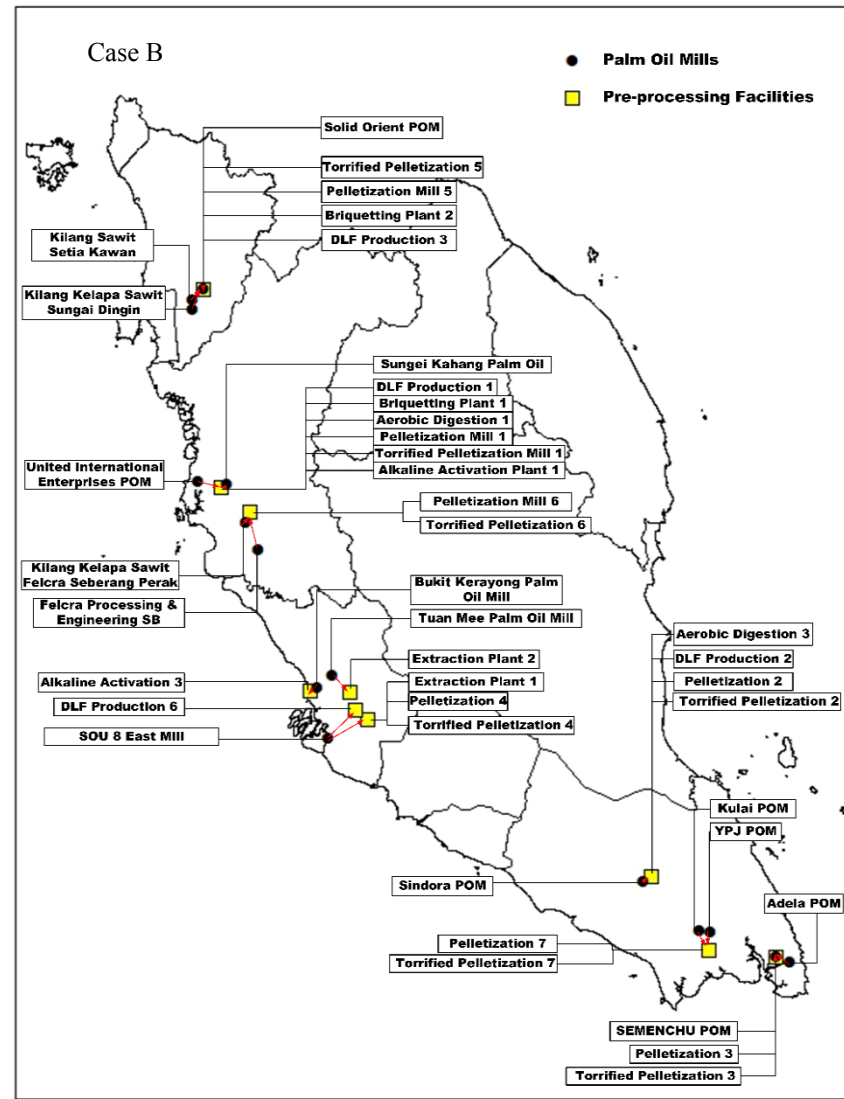 Case B
Palm Oil Mills
Pre-processing Facilities
Solid Orient POM
Torrified Pelletization 5
Pelletization Mill 5
Briquetting Plant 2
DLF Production 3
Kilang Sawit
Setia Kawan
Kilang Kelapa Sawit
Sungai Dingin
Sungei Kahang Palm Oil
DLF Production 1
Briquetting Plant 1
Aerobic Digestion 1
Pelletization Mill 1
Torrified Pelletization Mill 1
Alkaline Activation Plant 1
United International
Enterprises POM
Pelletization Mill 6
Torrified Pelletization 6
Kilang Kelapa Sawit
Felcra Seberang Perak
Felcra Processing &
Engineering SB
Bukit Kerayong Palm
Oil Mill
Tuan Mee Palm Oil Mill
Extraction Plant 2
Extraction Plant 1
Pelletization 4
Torrified Pelletization 4
Alkaline Activation 3
DLF Production 6
SOU 8 East Mill
Aerobic Digestion 3
DLF Production 2
Pelletization 2
Torrified Pelletization 2
Kulai POM
YPJ POM
Sindora POM
Adela POM
Pelletization 7
Torrified Pelletization 7
SEMENCHU POM
Pelletization 3
Torrified Pelletization 3